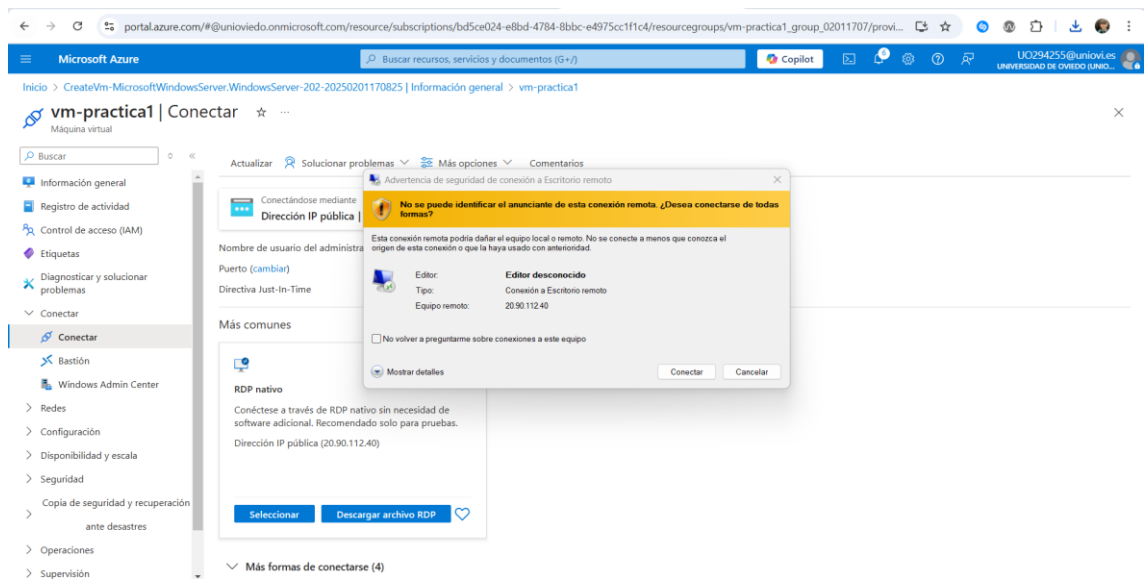 portal.azure.com/#@unioviedo.onmicrosoft.com/resource/subscriptions/bd5ce024-e8bd-4784-8bbc-e4975cc1f1c4/resourcegroups/vm-practica1_group_02011707/provi...
Microsoft Azure
Buscar recursos, servicios y documentos (G+/)
Copilot
6
UO294255@uniovi.es
UNIVERSIDAD DE OVIEDO (UNIO...
Inicio > CreateVm-MicrosoftWindowsServer.WindowsServer-202-20250201170825 | Información general > vm-practica1
vm-practica1 | Conectar
Máquina virtual
Buscar
Información general
Registro de actividad
Control de acceso (IAM)
Etiquetas
Diagnosticar y solucionar
problemas
Conectar
Conectar
Bastión
Windows Admin Center
Redes
Configuración
Disponibilidad y escala
Seguridad
Copia de seguridad y recuperación
ante desastres
Operaciones
Supervisión
Actualizar
Solucionar problemas
Más opciones
Comentarios
Conectándose mediante
Dirección IP pública |
Nombre de usuario del administra
Puerto (cambiar)
Directiva Just-In-Time
Más comunes
RDP nativo
Conéctese a través de RDP nativo sin necesidad de
software adicional. Recomendado solo para pruebas.
Dirección IP pública (20.90.112.40)
Seleccionar
Descargar archivo RDP
Más formas de conectarse (4)
Advertencia de seguridad de conexión a Escritorio remoto
No se puede identificar el anunciante de esta conexión remota. ¿Desea conectarse de todas
formas?
Esta conexión remota podría dañar el equipo local o remoto. No se conecte a menos que conozca el
origen de esta conexión o que la haya usado con anterioridad.
Editor: Editor desconocido
Tipo: Conexión a Escritorio remoto
Equipo remoto: 20.90.112.40
No volver a preguntarme sobre conexiones a este equipo
Mostrar detalles
Conectar
Cancelar